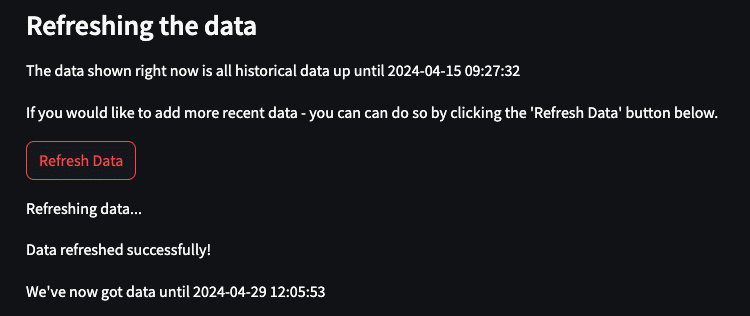 Refreshing the data
The data shown right now is all historical data up until 2024-04-15 09:27:32
If you would like to add more recent data - you can can do so by clicking the 'Refresh Data' button below.
Refresh Data
Refreshing data...
Data refreshed successfully!
We've now got data until 2024-04-29 12:05:53